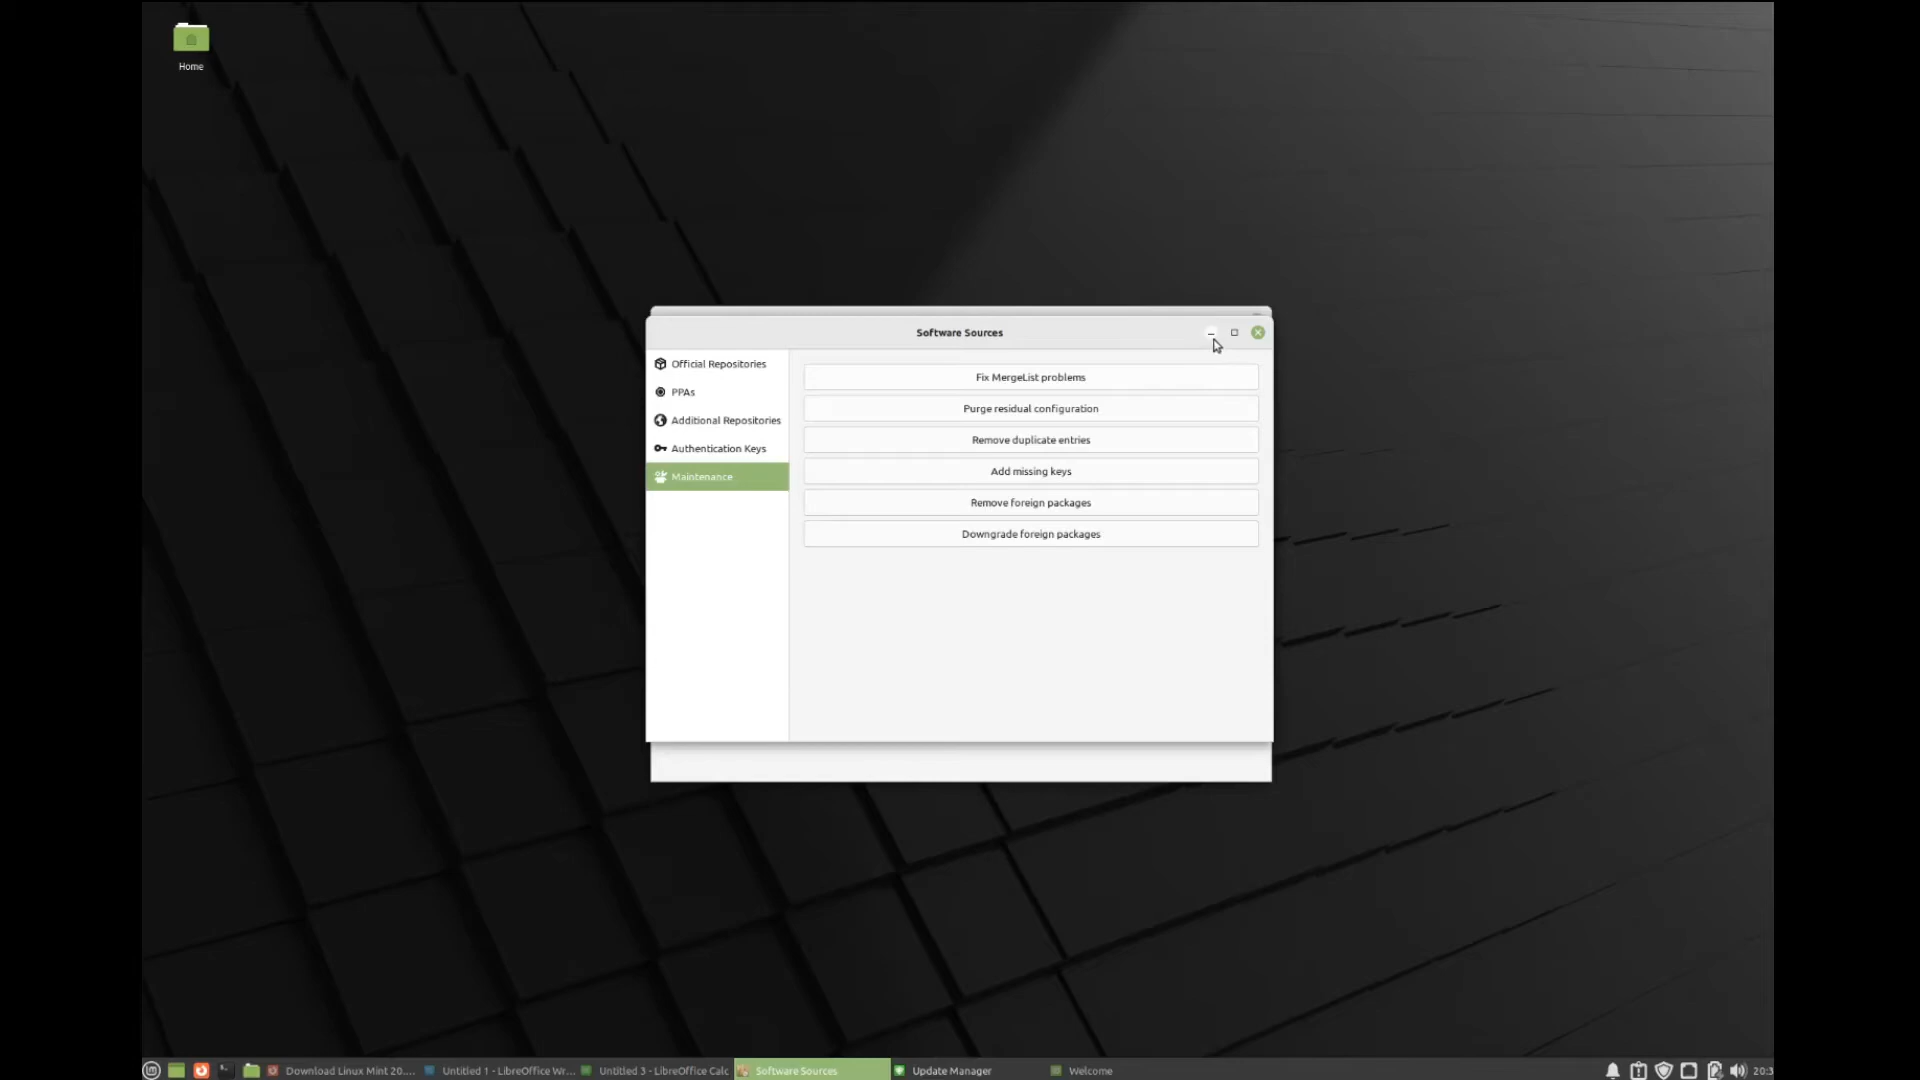 Home
Software Sources
Official Repositories
PPAs
Additional Repositories
Authentication Keys
Maintenance
Fix MergeList problems
Purge residual configuration
Remove duplicate entries
Add missing keys
Remove foreign packages
Downgrade foreign packages
Download Linux Mint 20....
Untitled 1 - LibreOffice Wr...
Untitled 3 - LibreOffice Calc
Software Sources
Update Manager
Welcome
20:3